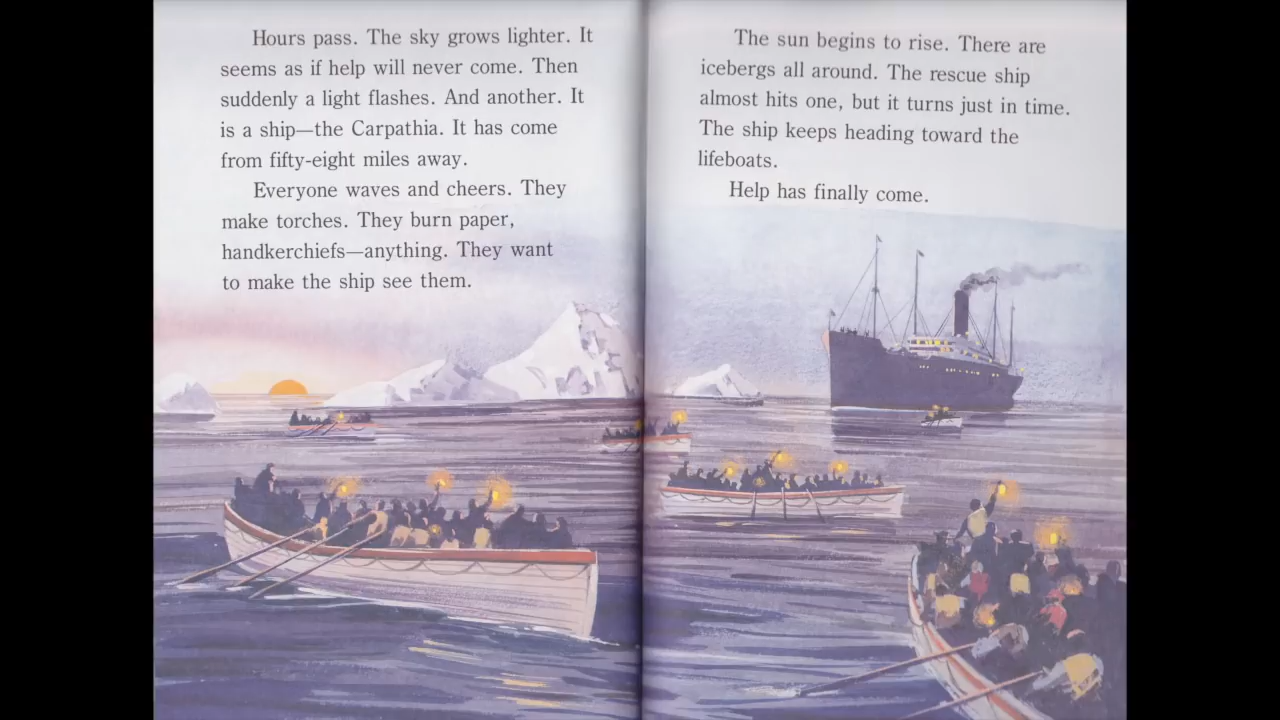 Hours pass. The sky grows lighter. It
seems as if help will never come. Then
suddenly a light flashes. And another. It
is a ship—the Carpathia. It has come
from fifty-eight miles away.
Everyone waves and cheers. They
make torches. They burn paper,
handkerchiefs—anything. They want
to make the ship see them.
The sun begins to rise. There are
icebergs all around. The rescue ship
almost hits one, but it turns just in time.
The ship keeps heading toward the
lifeboats.
Help has finally come.